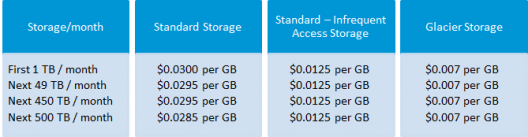 Storage/month Standard Storage Standard – Infrequent Access Storage Glacier Storage
First 1 TB / month $0.0300 per GB $0.0125 per GB $0.007 per GB
Next 49 TB / month $0.0295 per GB $0.0125 per GB $0.007 per GB
Next 450 TB / month $0.0295 per GB $0.0125 per GB $0.007 per GB
Next 500 TB / month $0.0285 per GB $0.0125 per GB $0.007 per GB